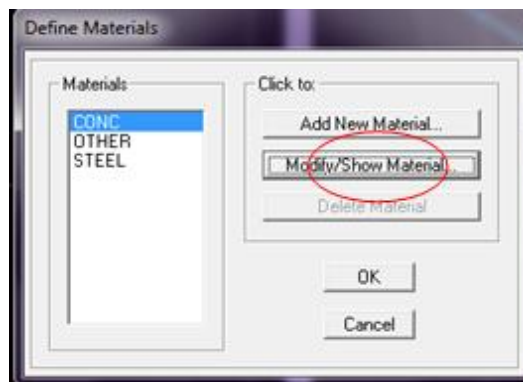 Define Materials
Materials
CONC
OTHER
STEEL
Click to:
Add New Material...
Modify/Show Material...
Delete Material
OK
Cancel